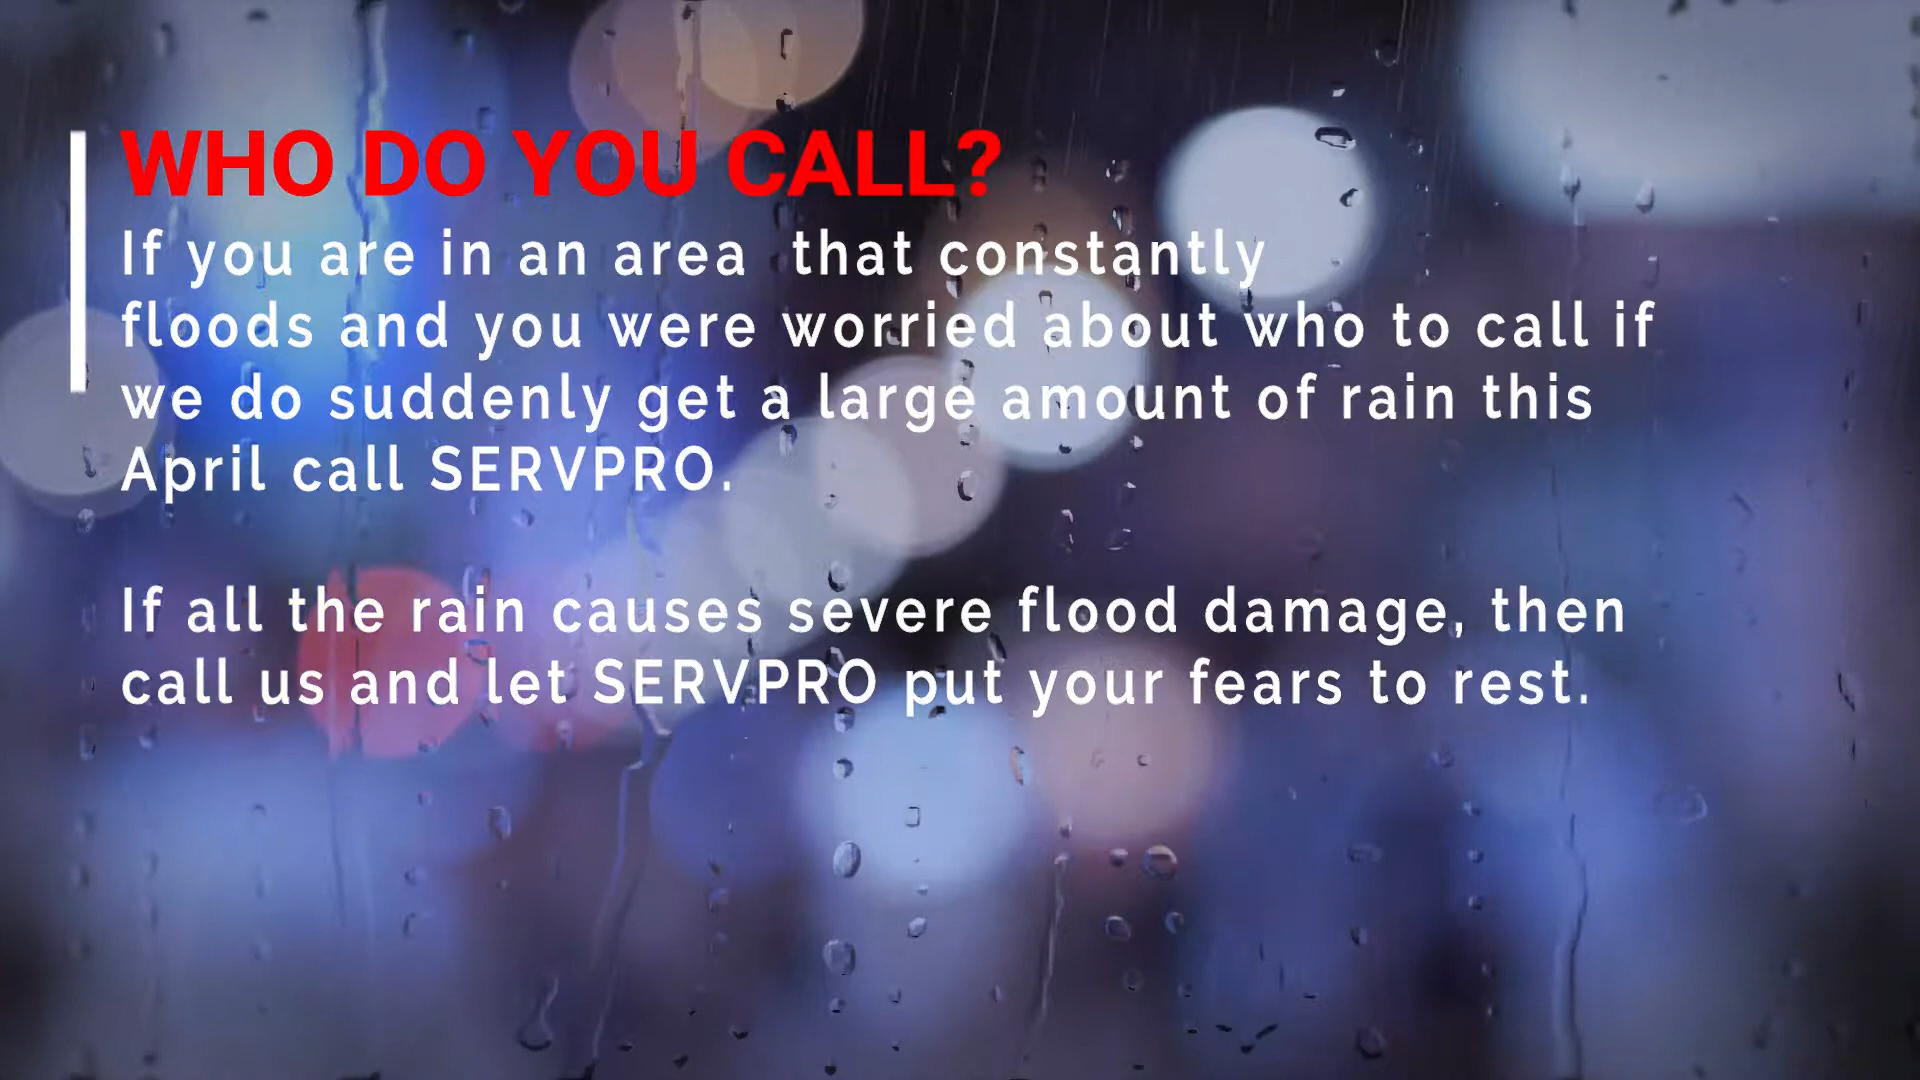 WHO DO YOU CALL?
If you are in an area  that constantly
floods and you were worried about who to call if
we do suddenly get a large amount of rain this
April call SERVPRO.
If all the rain causes severe flood damage, then
call us and let SERVPRO put your fears to rest.